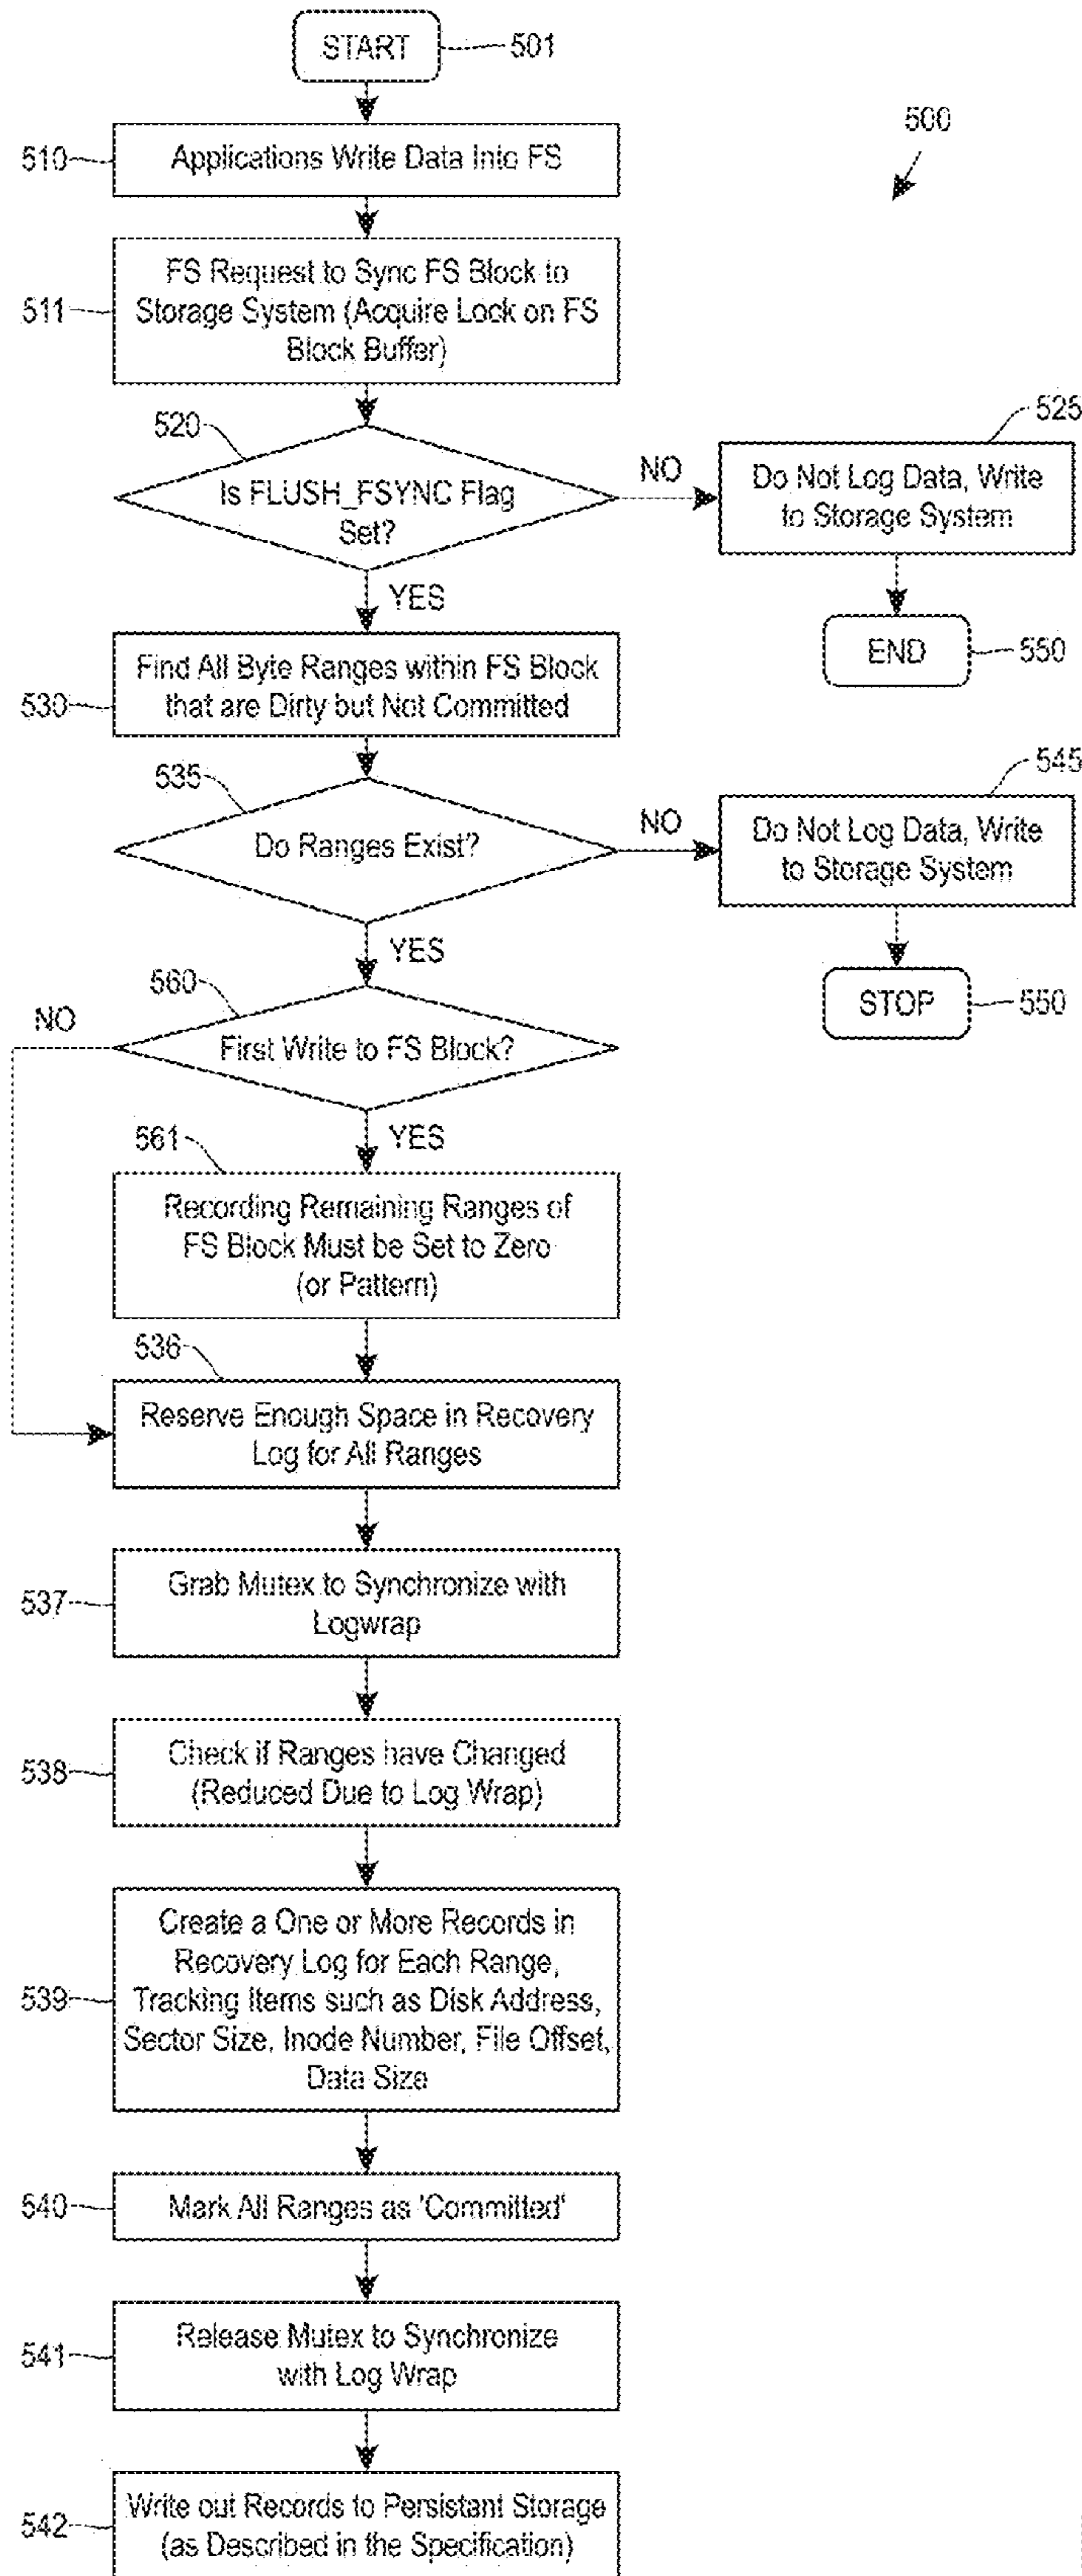 START
501
500
510
Applications Write Data Into FS
511
FS Request to Sync FS Block to
Storage System (Acquire Lock on FS
Block Buffer)
520
Is FLUSH_FSYNC Flag
Set?
NO
525
Do Not Log Data, Write
to Storage System
YES
END
550
530
Find All Byte Ranges within FS Block
that are Dirty but Not Committed
535
Do Ranges Exist?
NO
545
Do Not Log Data, Write
to Storage System
YES
STOP
550
560
NO
First Write to FS Block?
YES
561
Recording Remaining Ranges of
FS Block Must be Set to Zero
(or Pattern)
536
Reserve Enough Space in Recovery
Log for All Ranges
537
Grab Mutex to Synchronize with
Logwrap
538
Check if Ranges have Changed
(Reduced Due to Log Wrap)
539
Create a One or More Records in
Recovery Log for Each Range,
Tracking Items such as Disk Address,
Sector Size, Inode Number, File Offset,
Data Size
540
Mark All Ranges as 'Committed'
541
Release Mutex to Synchronize
with Log Wrap
542
Write out Records to Persistant Storage
(as Described in the Specification)